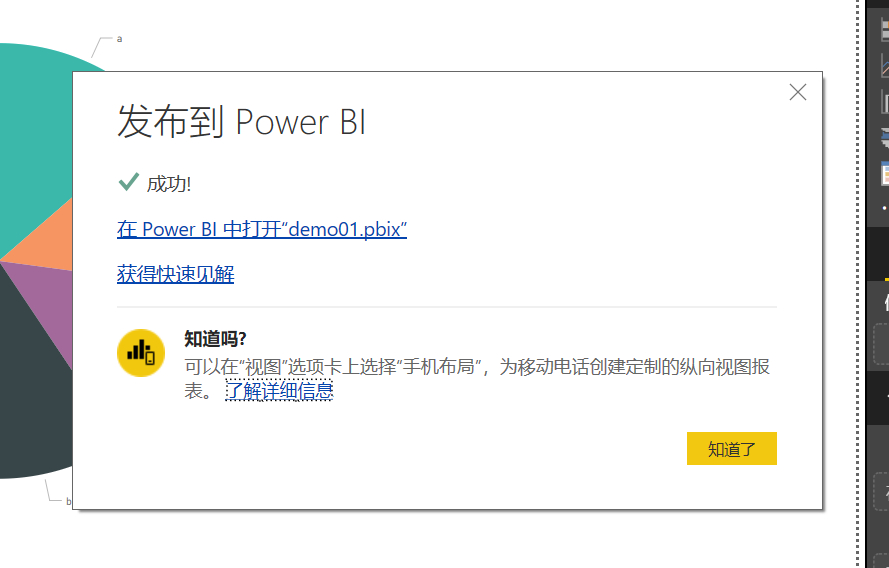 a
发布到 Power BI
成功!
在 Power BI 中打开“demo01.pbix”
获得快速见解
知道吗?
可以在“视图”选项卡上选择“手机布局”，为移动电话创建定制的纵向视图报
表。 了解详细信息
知道了
b